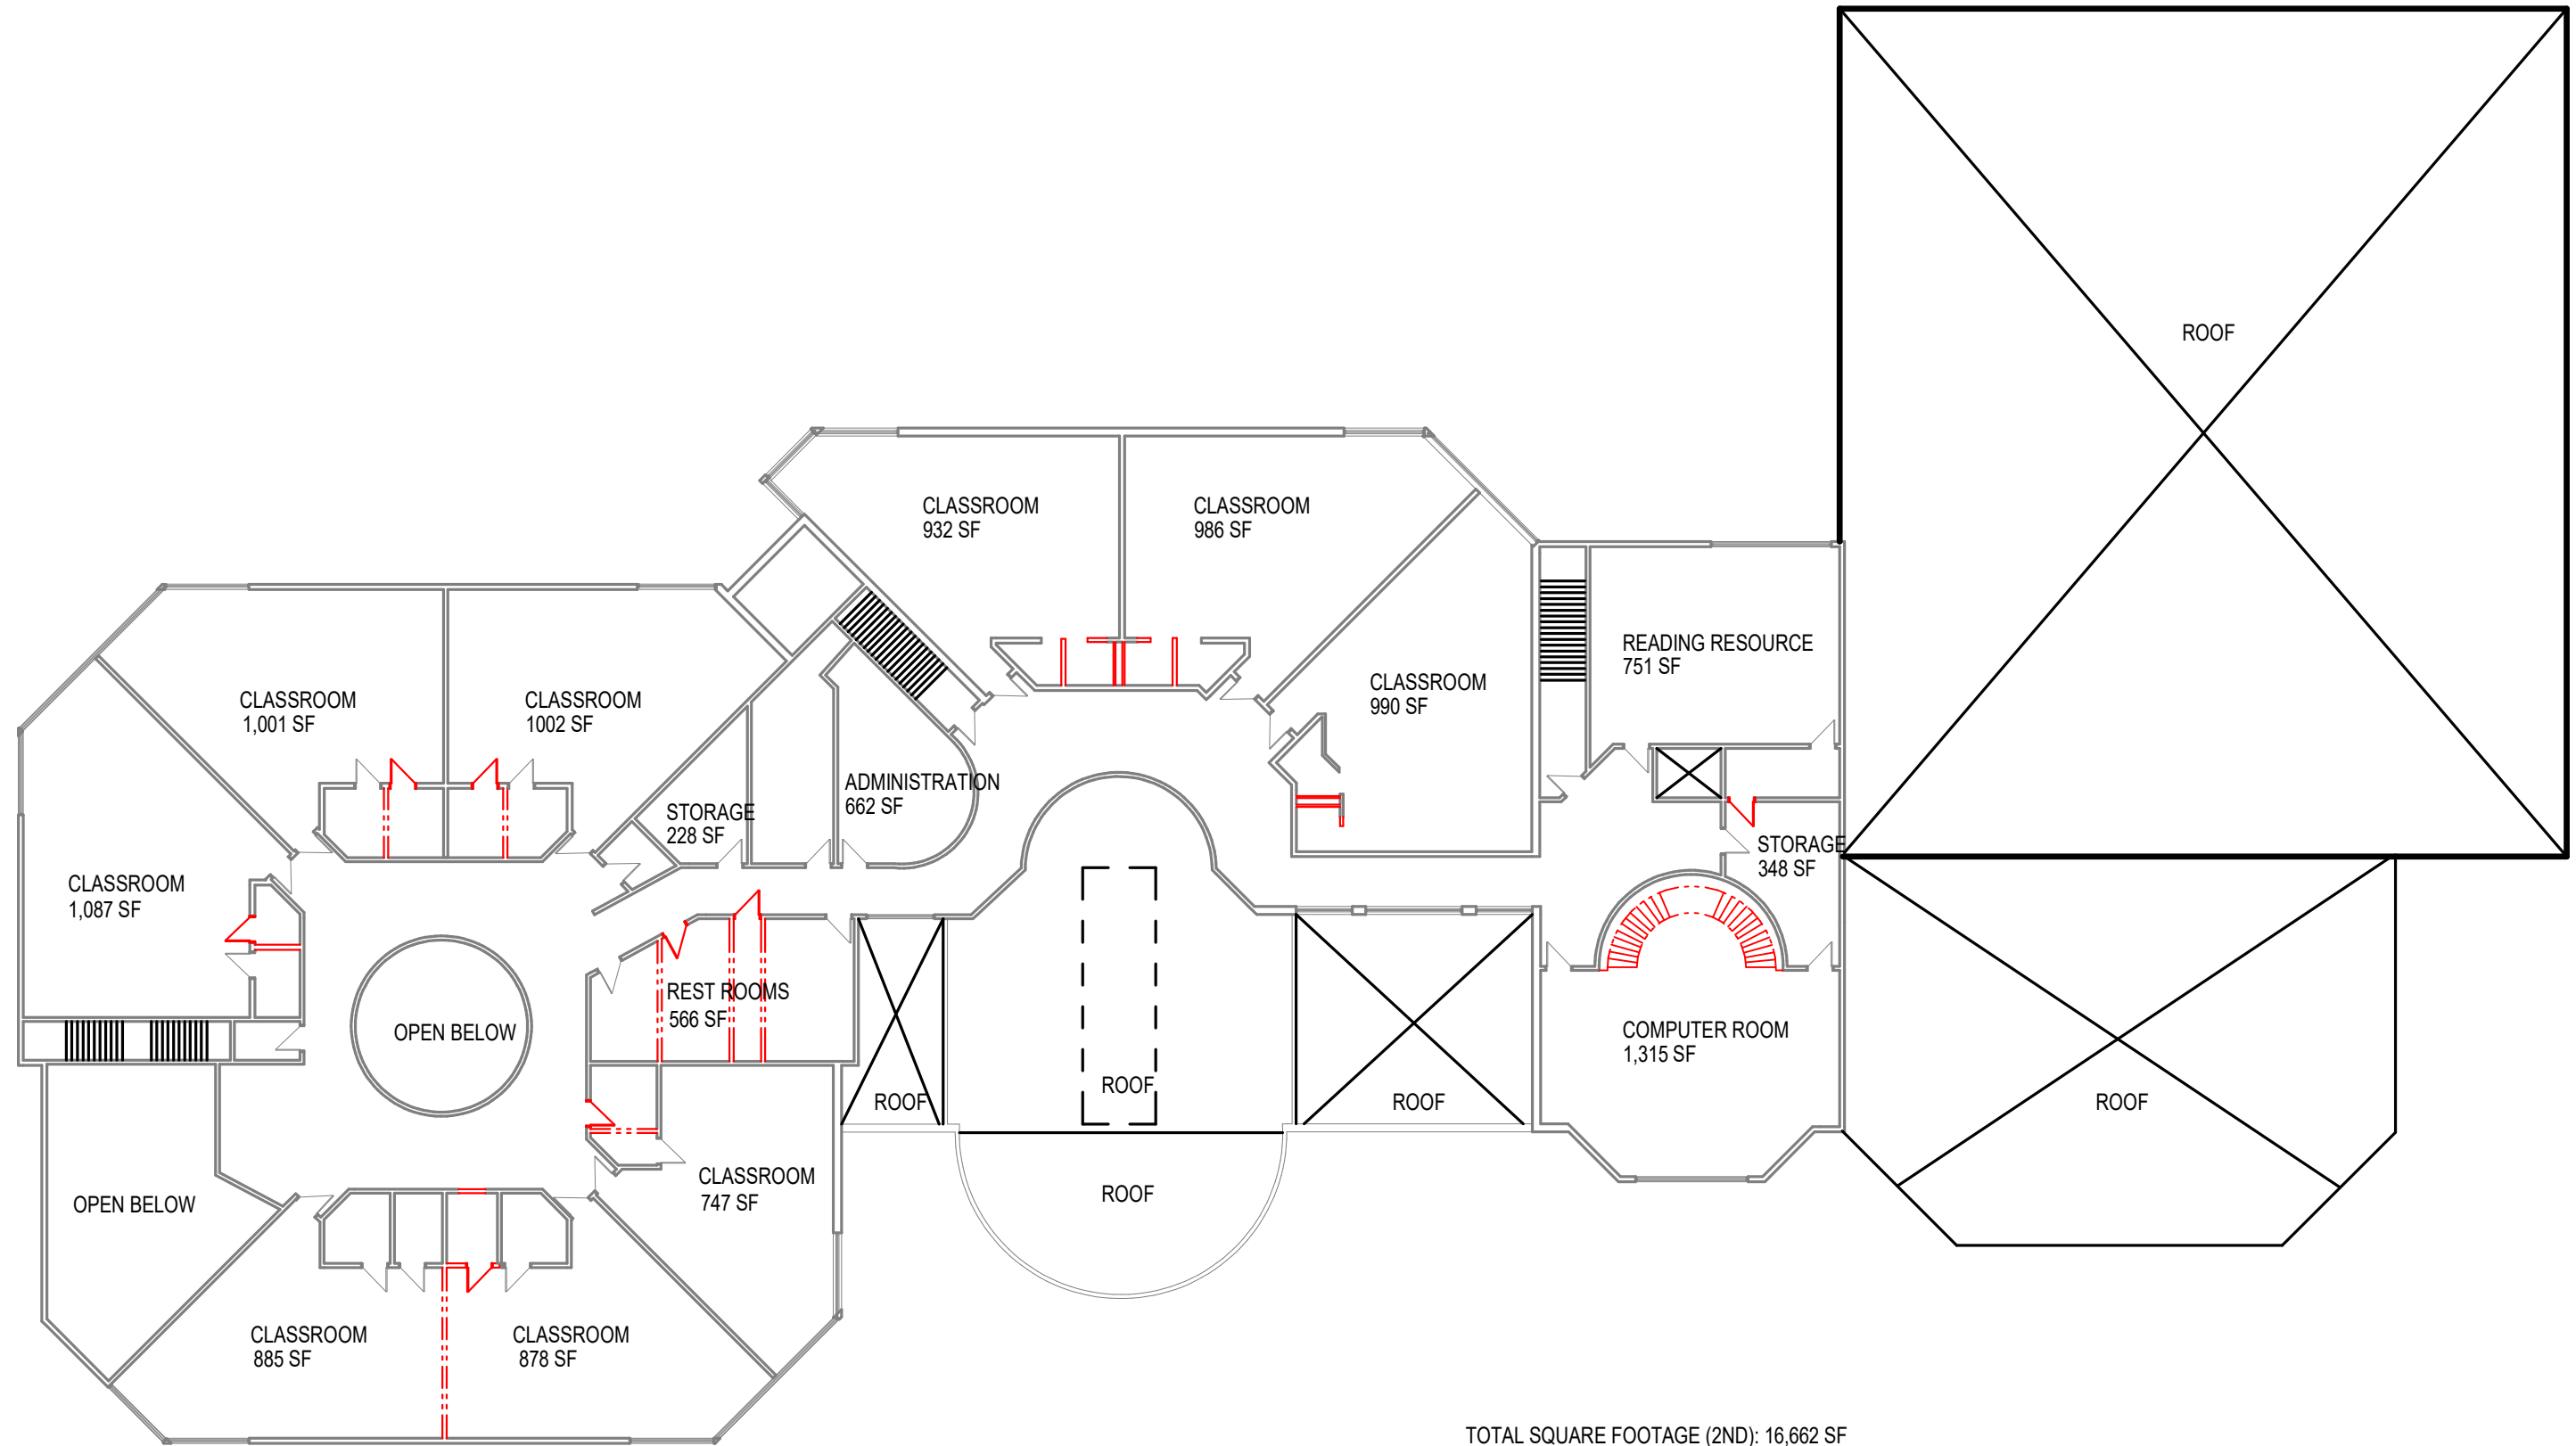 ROOF
CLASSROOM
932 SF
CLASSROOM
986 SF
READING RESOURCE
751 SF
CLASSROOM
990 SF
CLASSROOM
1,001 SF
CLASSROOM
1002 SF
ADMINISTRATION
662 SF
STORAGE
228 SF
STORAGE
348 SF
CLASSROOM
1,087 SF
REST ROOMS
566 SF
OPEN BELOW
COMPUTER ROOM
1,315 SF
ROOF
ROOF
ROOF
ROOF
CLASSROOM
747 SF
ROOF
OPEN BELOW
CLASSROOM
885 SF
CLASSROOM
878 SF
TOTAL SQUARE FOOTAGE (2ND): 16,662 SF